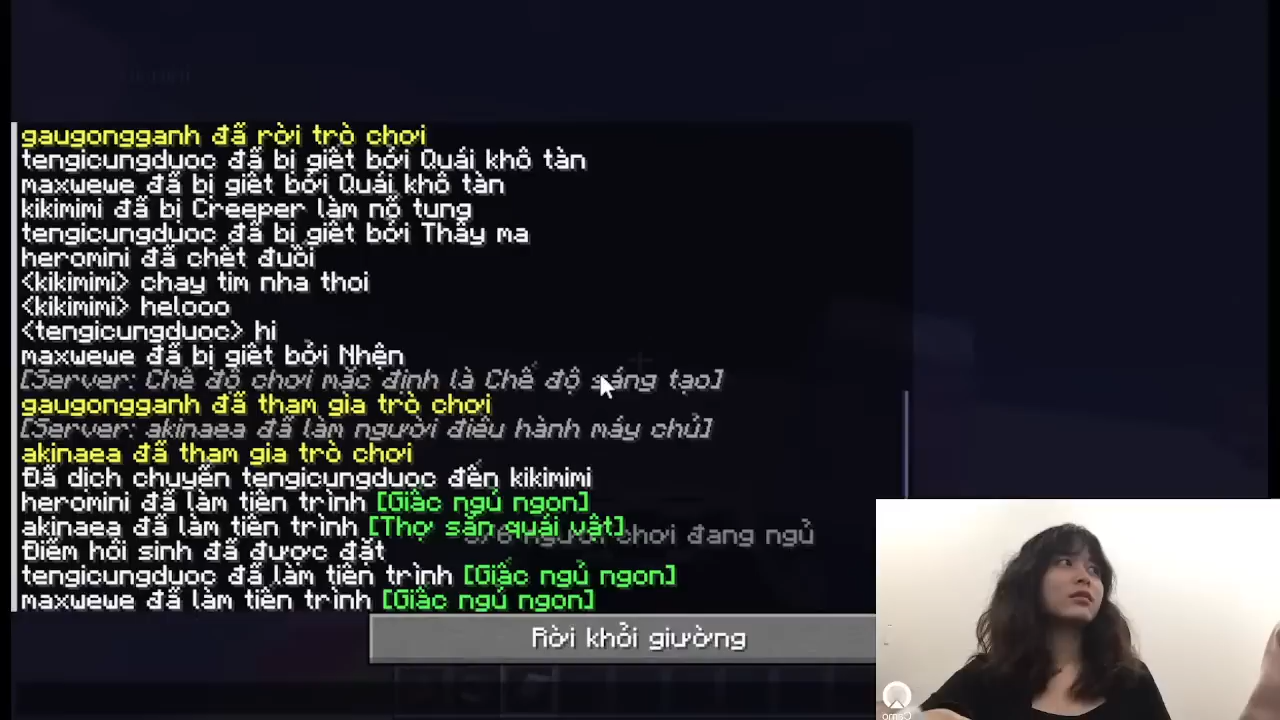 gaugongganh đã rời trò chơi
tengicungduoc đã bị giết bởi Quái khô tàn
maxwewe đã bị giết bởi Quái khô tàn
kikimimi đã bị Creeper làm nổ tung
tengicungduoc đã bị giết bởi Thây ma
heromini đã chết đuối
<kikimimi> chay tim nha thoi
<kikimimi> helooo
<tengicungduoc> hi
maxwewe đã bị giết bởi Nhện
[Server: Chế độ chơi mặc định là Chế độ sáng tạo]
gaugongganh đã tham gia trò chơi
[Server: akinaea đã làm người điều hành máy chủ]
akinaea đã tham gia trò chơi
Đã dịch chuyển tengicungduoc đến kikimimi
heromini đã làm tiến trình [Giấc ngủ ngon]
akinaea đã làm tiến trình [Thợ săn quái vật]
người chơi đang ngủ
Điểm hồi sinh đã được đặt
tengicungduoc đã làm tiến trình [Giấc ngủ ngon]
maxwewe đã làm tiến trình [Giấc ngủ ngon]
Rời khỏi giường